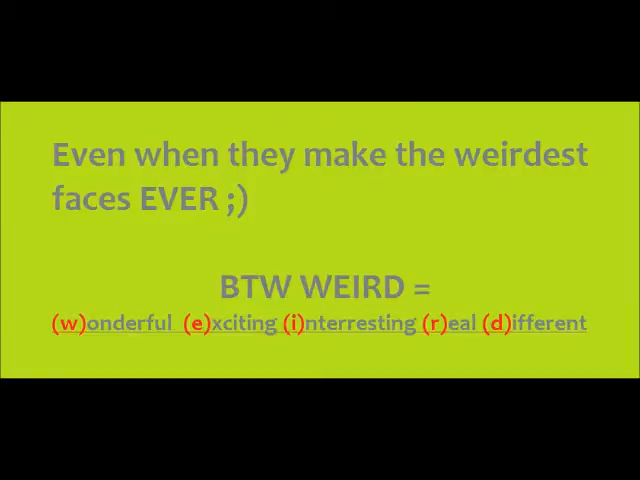 Even when they make the weirdest
faces EVER ;)
BTW WEIRD =
(w)onderful (e)xciting (i)nterresting (r)eal (d)ifferent